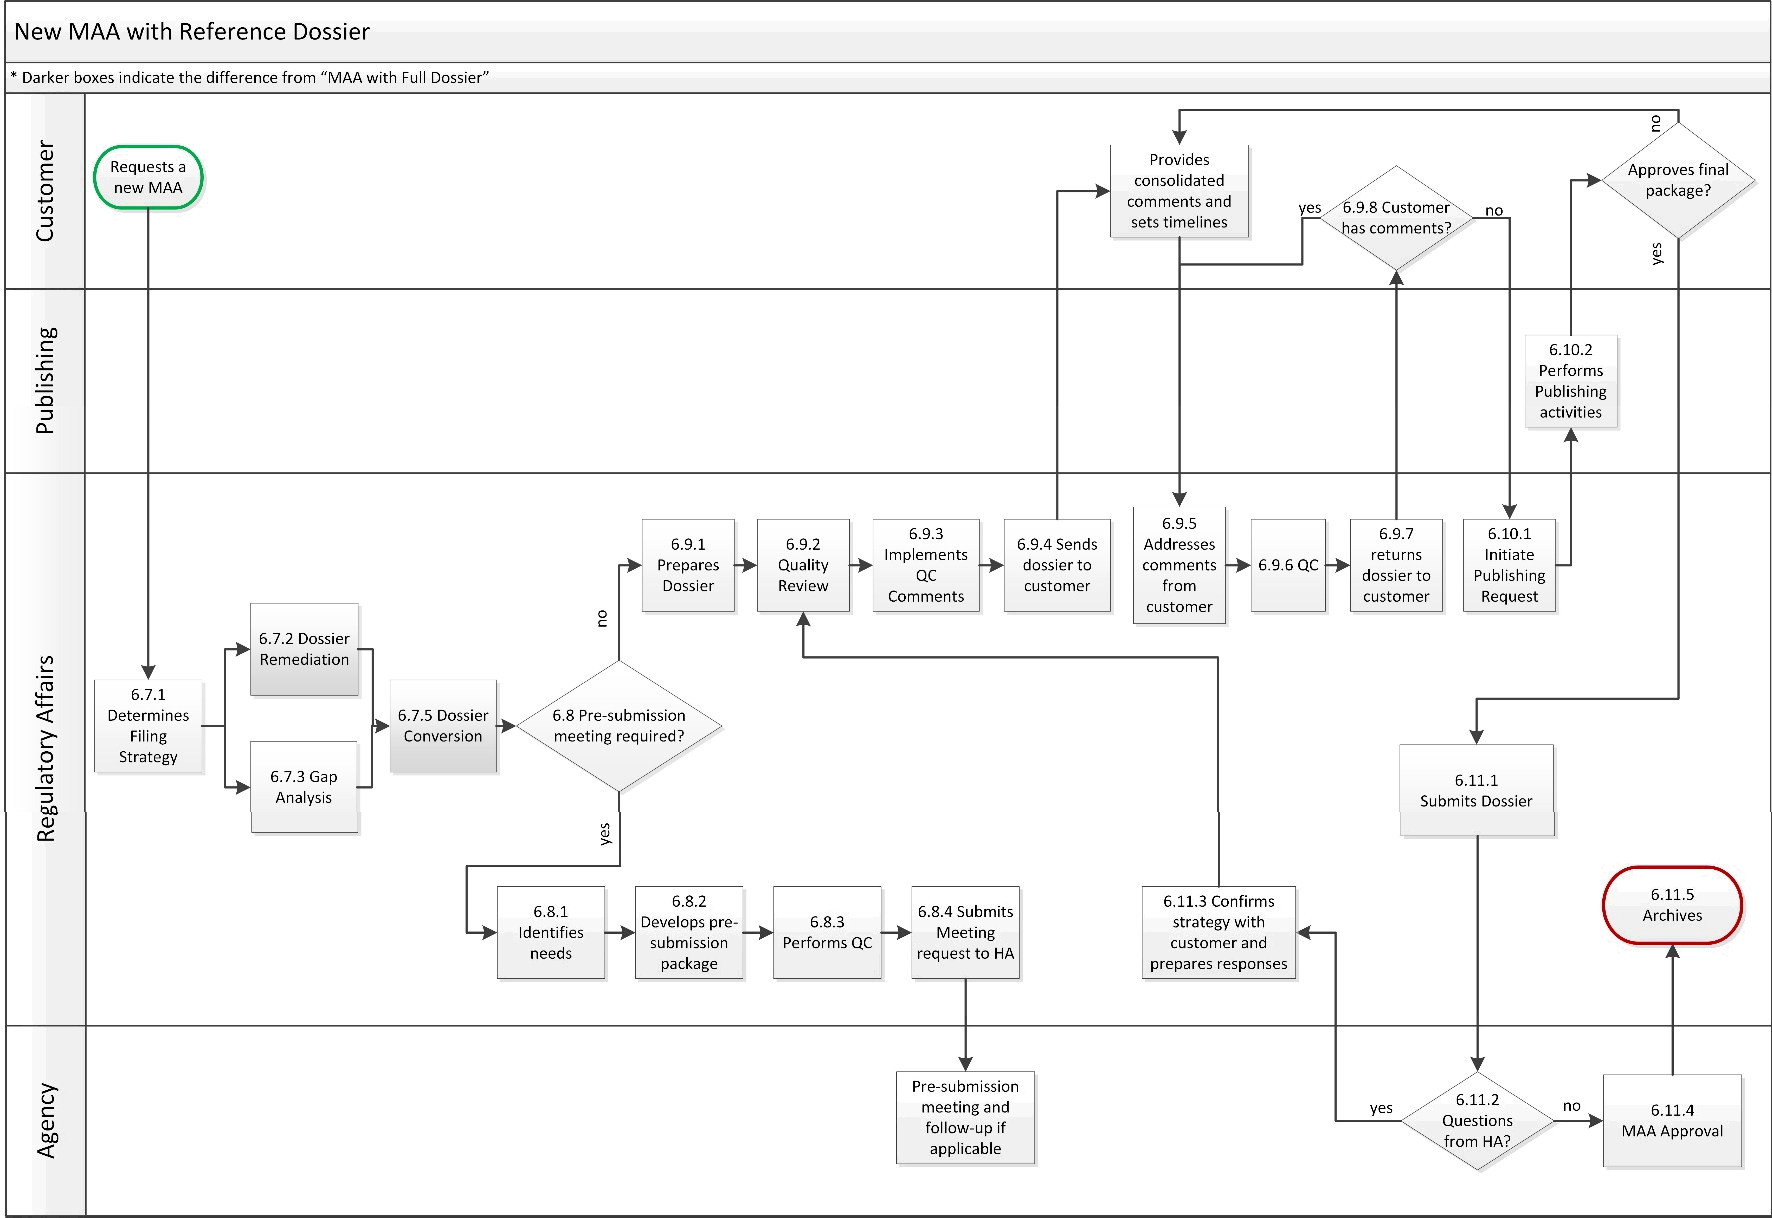 New MAA with Reference Dossier
* Darker boxes indicate the difference from “MAA with Full Dossier”
Customer
Requests a
new MAA
Provides
consolidated
comments and
sets timelines
yes
6.9.8 Customer
has comments?
no
no
Approves final
package?
yes
Publishing
6.10.2
Performs
Publishing
activities
Regulatory Affairs
6.7.1
Determines
Filing
Strategy
6.7.2 Dossier
Remediation
6.7.3 Gap
Analysis
6.7.5 Dossier
Conversion
6.8 Pre-submission
meeting required?
no
yes
6.9.1
Prepares
Dossier
6.9.2
Quality
Review
6.9.3
Implements
QC
Comments
6.9.4 Sends
dossier to
customer
6.9.5
Addresses
comments
from
customer
6.9.6 QC
6.9.7
returns
dossier to
customer
6.10.1
Initiate
Publishing
Request
6.8.1
Identifies
needs
6.8.2
Develops pre-
submission
package
6.8.3
Performs QC
6.8.4 Submits
Meeting
request to HA
6.11.3 Confirms
strategy with
customer and
prepares responses
6.11.1
Submits Dossier
6.11.5
Archives
Agency
Pre-submission
meeting and
follow-up if
applicable
yes
6.11.2
Questions
from HA?
no
6.11.4
MAA Approval